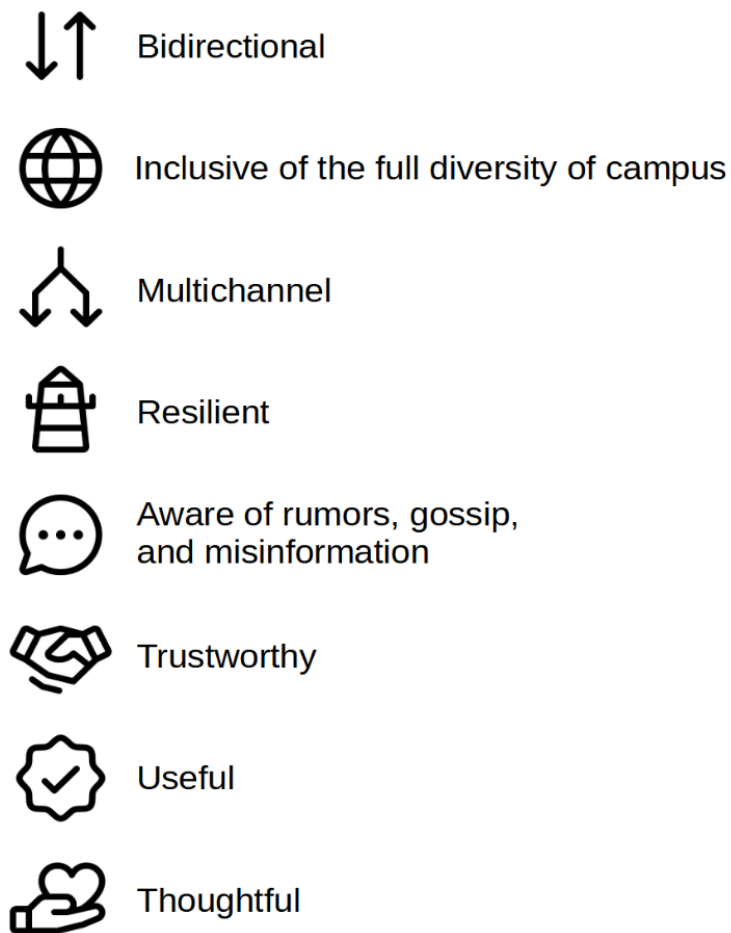 Bidirectional
Inclusive of the full diversity of campus
Multichannel
Resilient
Aware of rumors, gossip,
and misinformation
Trustworthy
Useful
Thoughtful